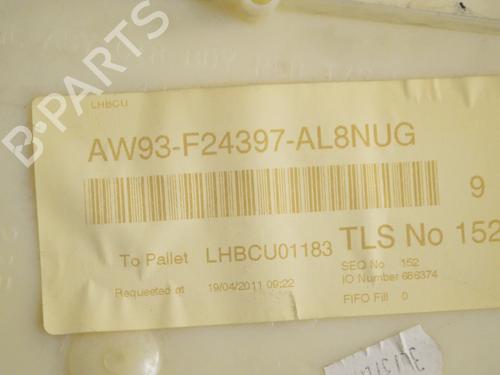 LHBCU
AW93-F24397-AL8NUG
9
To Pallet LHBCU01183 TLS No 152
SEQ No 152
Requested at 19/04/2011 09:22
IO Number 686374
FIFO Fill 0
B-PARTS